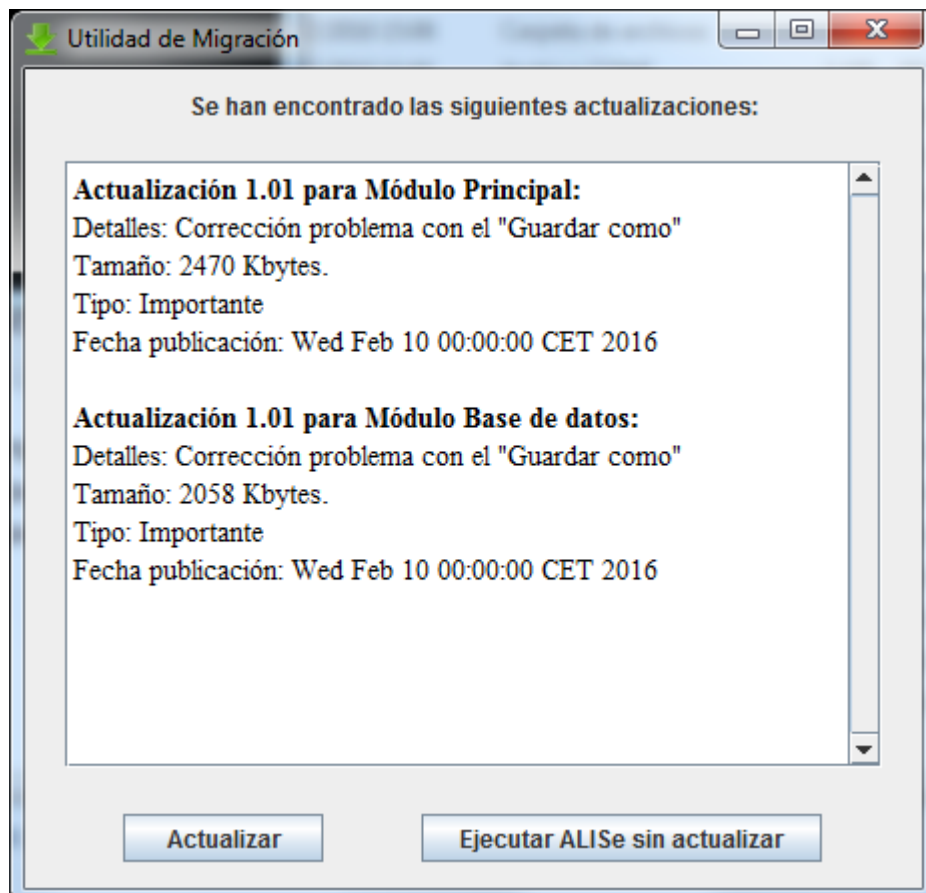 Utilidad de Migración
Se han encontrado las siguientes actualizaciones:
Actualización 1.01 para Módulo Principal:
Detalles: Corrección problema con el "Guardar como"
Tamaño: 2470 Kbytes.
Tipo: Importante
Fecha publicación: Wed Feb 10 00:00:00 CET 2016
Actualización 1.01 para Módulo Base de datos:
Detalles: Corrección problema con el "Guardar como"
Tamaño: 2058 Kbytes.
Tipo: Importante
Fecha publicación: Wed Feb 10 00:00:00 CET 2016
Actualizar
Ejecutar ALISe sin actualizar